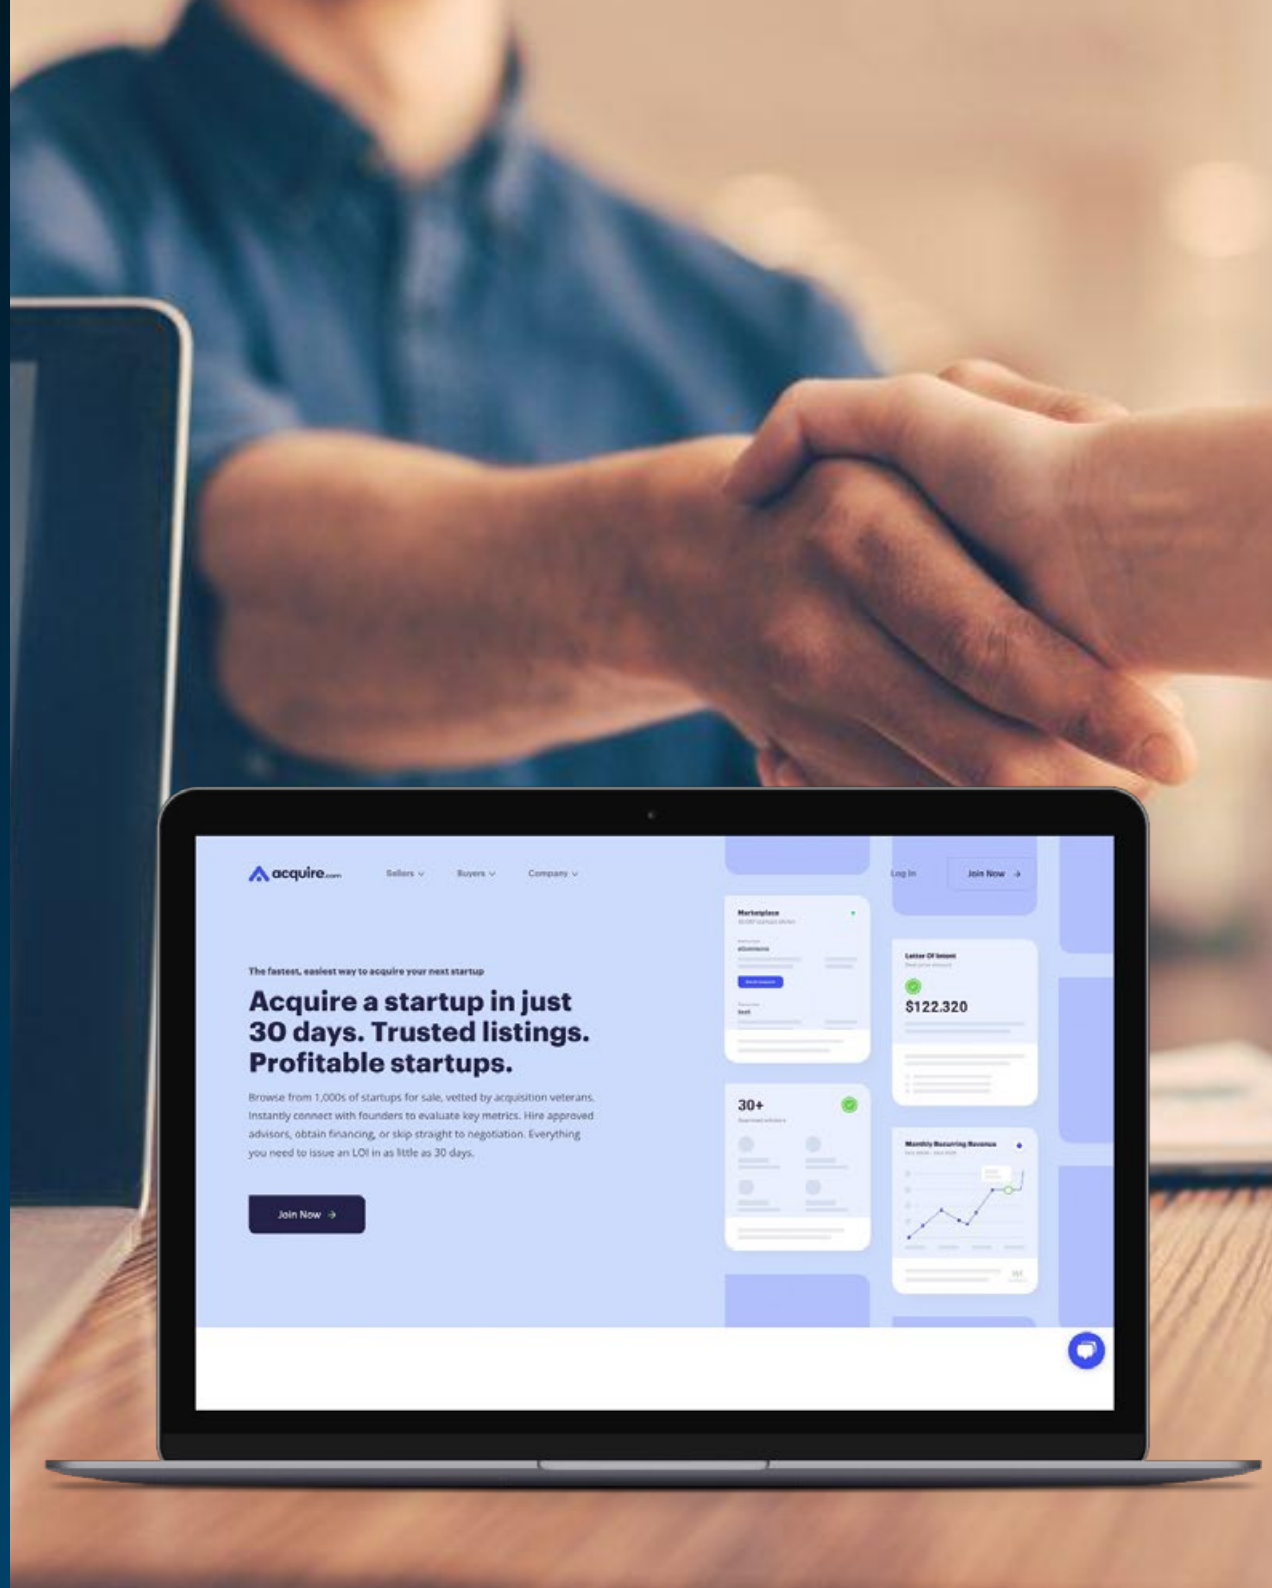 acquire.com
Sellers
Buyers
Company
Log In
Join Now
The fastest, easiest way to acquire your next startup
Acquire a startup in just
30 days. Trusted listings.
Profitable startups.
Browse from 1,000s of startups for sale, vetted by acquisition veterans.
Instantly connect with founders to evaluate key metrics. Hire approved
advisors, obtain financing, or skip straight to negotiation. Everything
you need to issue an LOI in as little as 30 days.
Join Now
Marketplace
eCommerce
SaaS
Letter Of Intent
$122.320
30+
Monthly Recurring Revenue